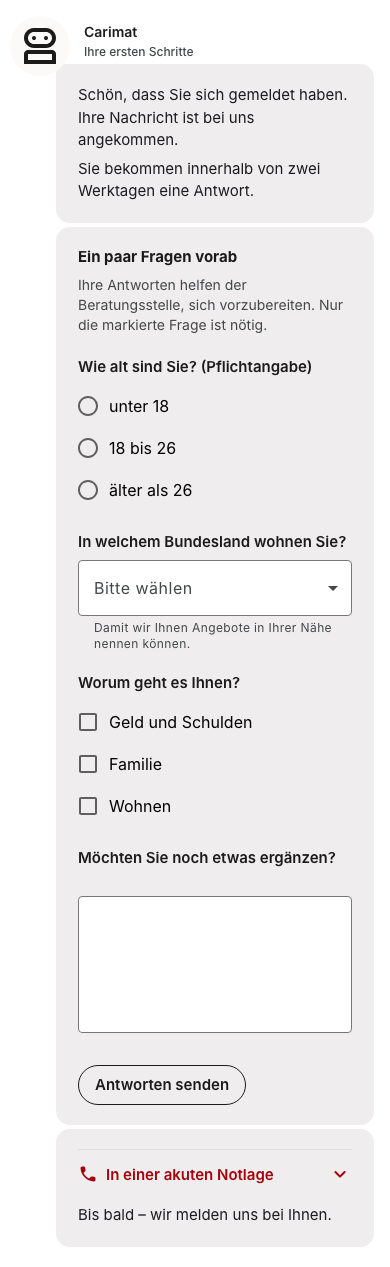 Carimat
Ihre ersten Schritte
Schön, dass Sie sich gemeldet haben.
Ihre Nachricht ist bei uns
angekommen.
Sie bekommen innerhalb von zwei
Werktagen eine Antwort.
Ein paar Fragen vorab
Ihre Antworten helfen der
Beratungsstelle, sich vorzubereiten. Nur
die markierte Frage ist nötig.
Wie alt sind Sie? (Pflichtangabe)
unter 18
18 bis 26
älter als 26
In welchem Bundesland wohnen Sie?
Bitte wählen
Damit wir Ihnen Angebote in Ihrer Nähe
nennen können.
Worum geht es Ihnen?
Geld und Schulden
Familie
Wohnen
Möchten Sie noch etwas ergänzen?
Antworten senden
In einer akuten Notlage
Bis bald – wir melden uns bei Ihnen.